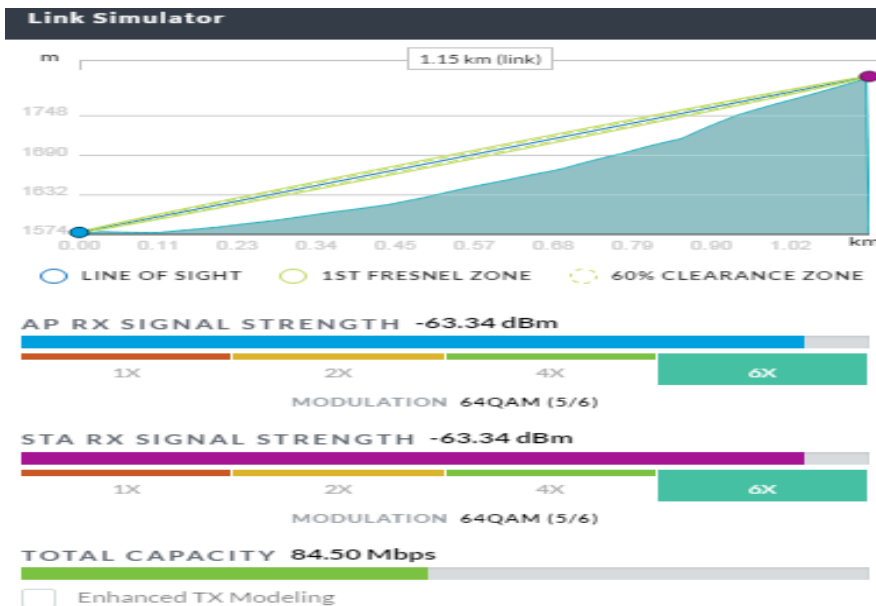 Link Simulator
m
1.15 km (link)
1748
1690
1632
1574
0.00 0.11 0.23 0.34 0.45 0.57 0.68 0.79 0.90 1.02 km
LINE OF SIGHT 1ST FRESNEL ZONE 60% CLEARANCE ZONE
AP RX SIGNAL STRENGTH -63.34 dBm
1X 2X 4X 6X
MODULATION 64QAM (5/6)
STA RX SIGNAL STRENGTH -63.34 dBm
1X 2X 4X 6X
MODULATION 64QAM (5/6)
TOTAL CAPACITY 84.50 Mbps
Enhanced TX Modeling